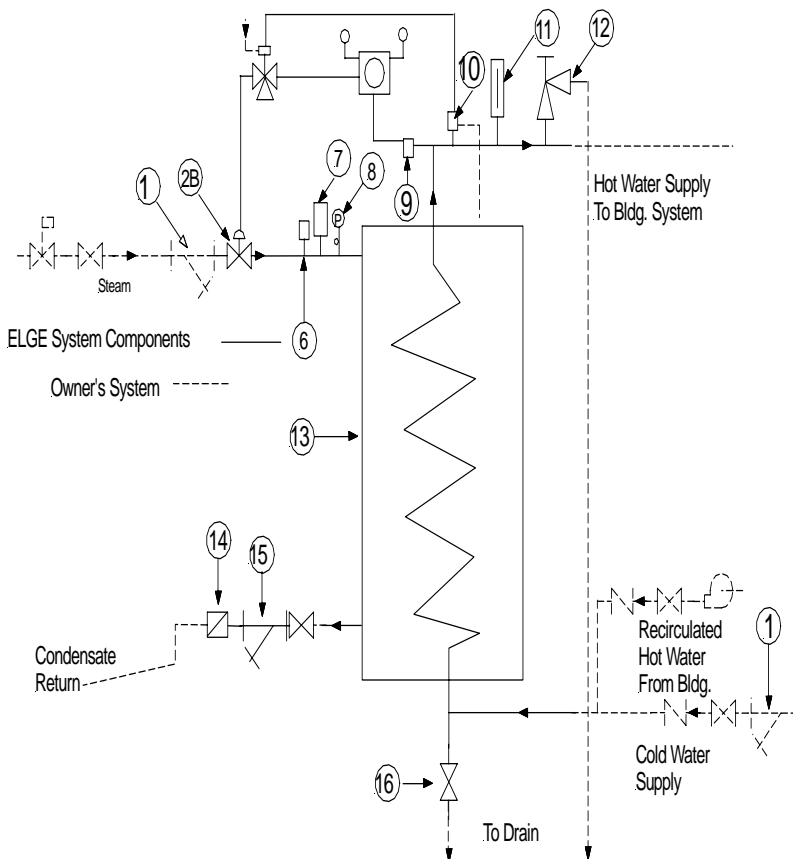 11
12
10
7
2B
8
1
9
Hot Water Supply
To Bldg. System
P
Steam
6
ELGE System Components
Owner's System
13
14
15
Recirculated
Hot Water
From Bldg.
1
Condensate
Return
Cold Water
Supply
16
To Drain